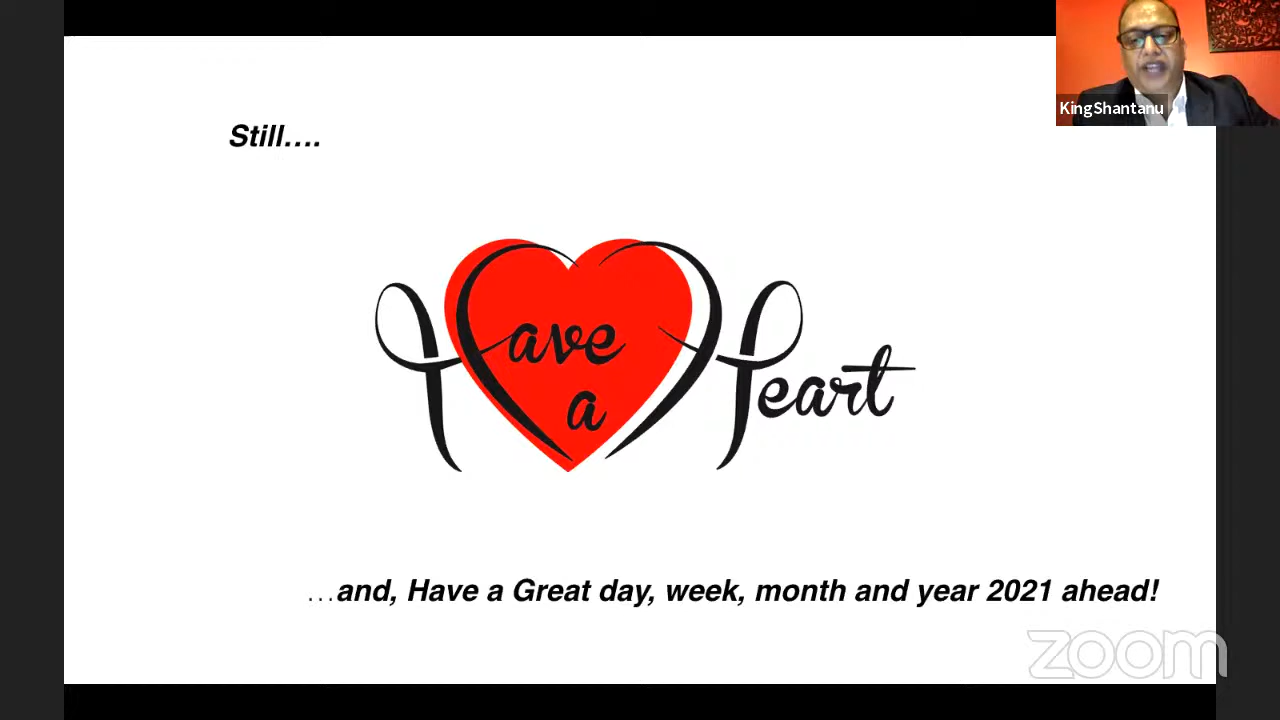 KingShantanu
Still....
Have
a
Heart
...and, Have a Great day, week, month and year 2021 ahead!
zoom